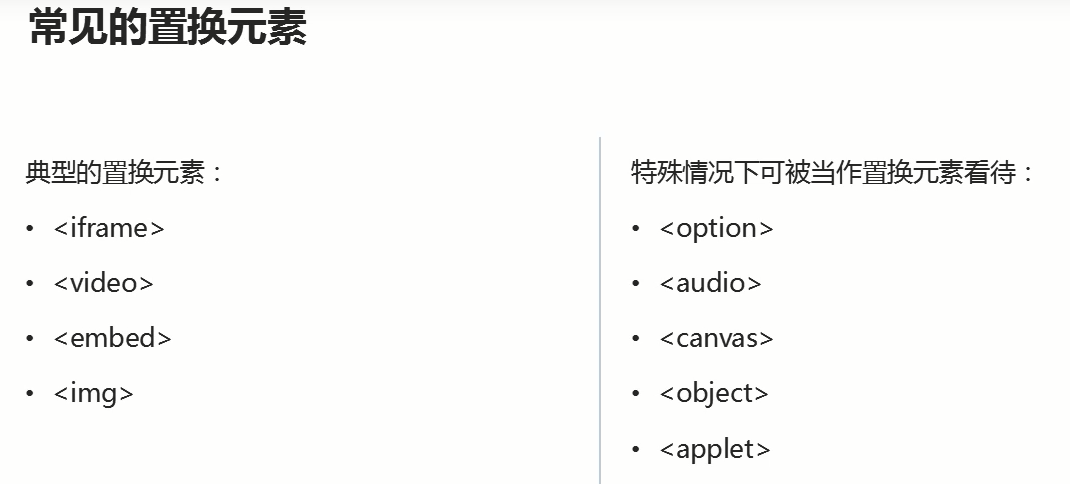 常见的置换元素
典型的置换元素：
• <iframe>
• <video>
• <embed>
• <img>
特殊情况下可被当作置换元素看待：
• <option>
• <audio>
• <canvas>
• <object>
• <applet>